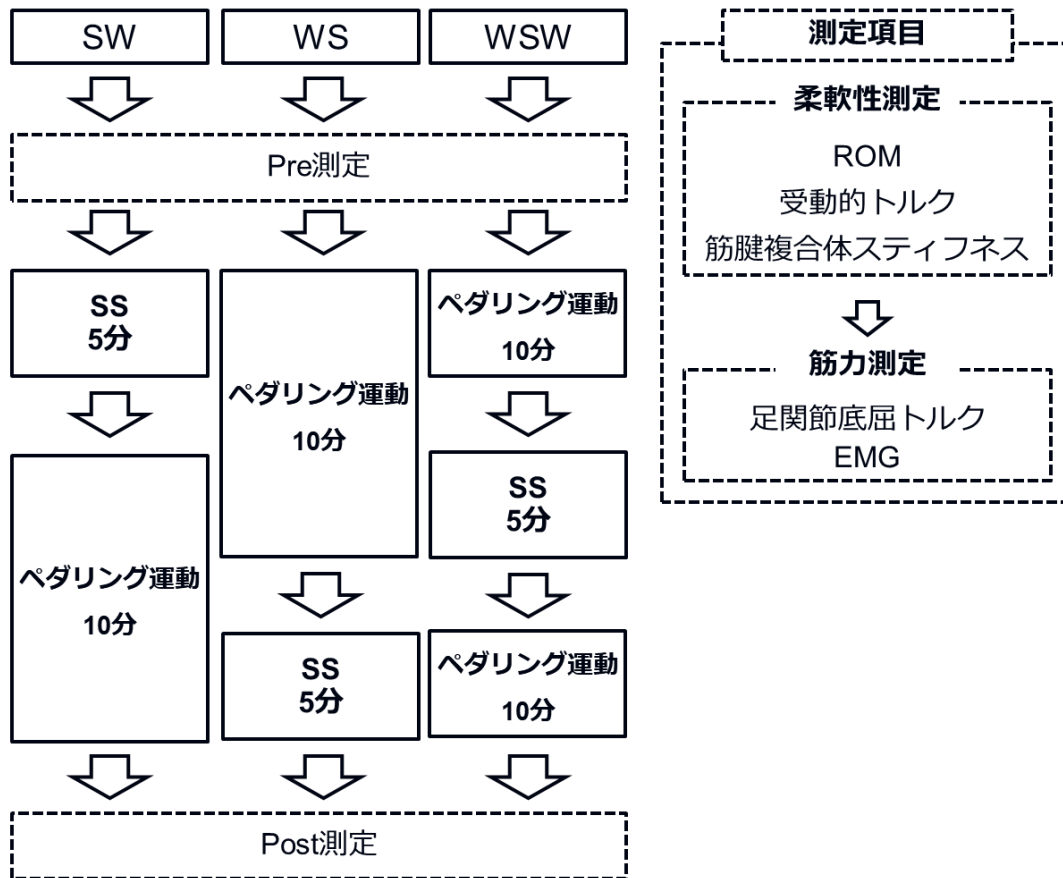 SW
WS
WSW
Pre測定
SS
5分
ペダリング運動
10分
ペダリング運動
10分
SS
5分
ペダリング運動
10分
SS
5分
ペダリング運動
10分
Post測定
測定項目
柔軟性測定
ROM
受動的トルク
筋腱複合体スティフネス
筋力測定
足関節底屈トルク
EMG